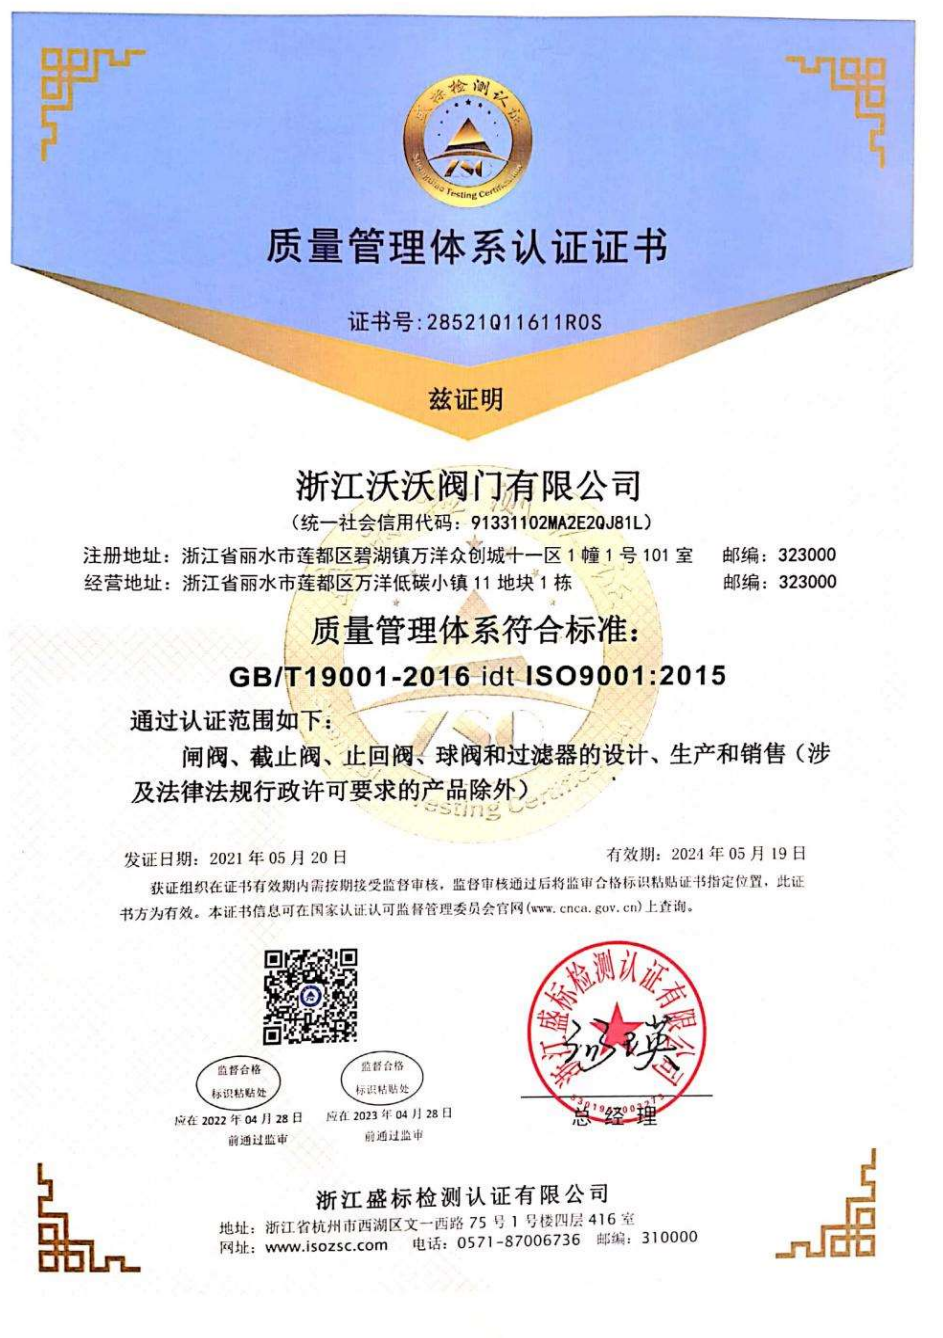 盛标检测认证
ZSC
Shengbiao Testing Certification
质量管理体系认证证书
证书号:28521Q11611R0S
兹证明
浙江沃沃阀门有限公司
（统一社会信用代码：91331102MA2E2QJ81L）
注册地址：浙江省丽水市莲都区碧湖镇万洋众创城十一区1幢1号101室 邮编：323000
经营地址：浙江省丽水市莲都区万洋低碳小镇11地块1栋 邮编：323000
质量管理体系符合标准：
GB/T19001-2016 idt ISO9001:2015
通过认证范围如下：
闸阀、截止阀、止回阀、球阀和过滤器的设计、生产和销售（涉
及法律法规行政许可要求的产品除外）
发证日期：2021年05月20日 有效期：2024年05月19日
获证组织在证书有效期内需按期接受监督审核，监督审核通过后将监审合格标识粘贴证书指定位置，此证
书方为有效。本证书信息可在国家认证认可监督管理委员会官网(www.cnca.gov.cn)上查询。
浙江盛标检测认证有限公司
监督合格
标识粘贴处
应在2022年04月28日
前通过监审
监督合格
标识粘贴处
应在2023年04月28日
前通过监审
总经理
浙江盛标检测认证有限公司
地址：浙江省杭州市西湖区文一西路75号1号楼四层416室
网址：www.isozsc.com 电话：0571-87006736 邮编：310000